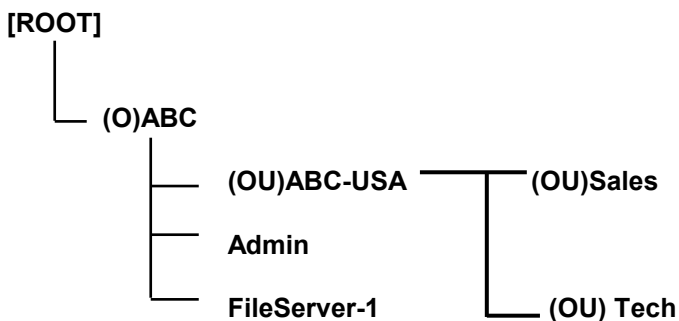 [ROOT]
(O)ABC
(OU)ABC-USA
(OU)Sales
Admin
FileServer-1
(OU) Tech